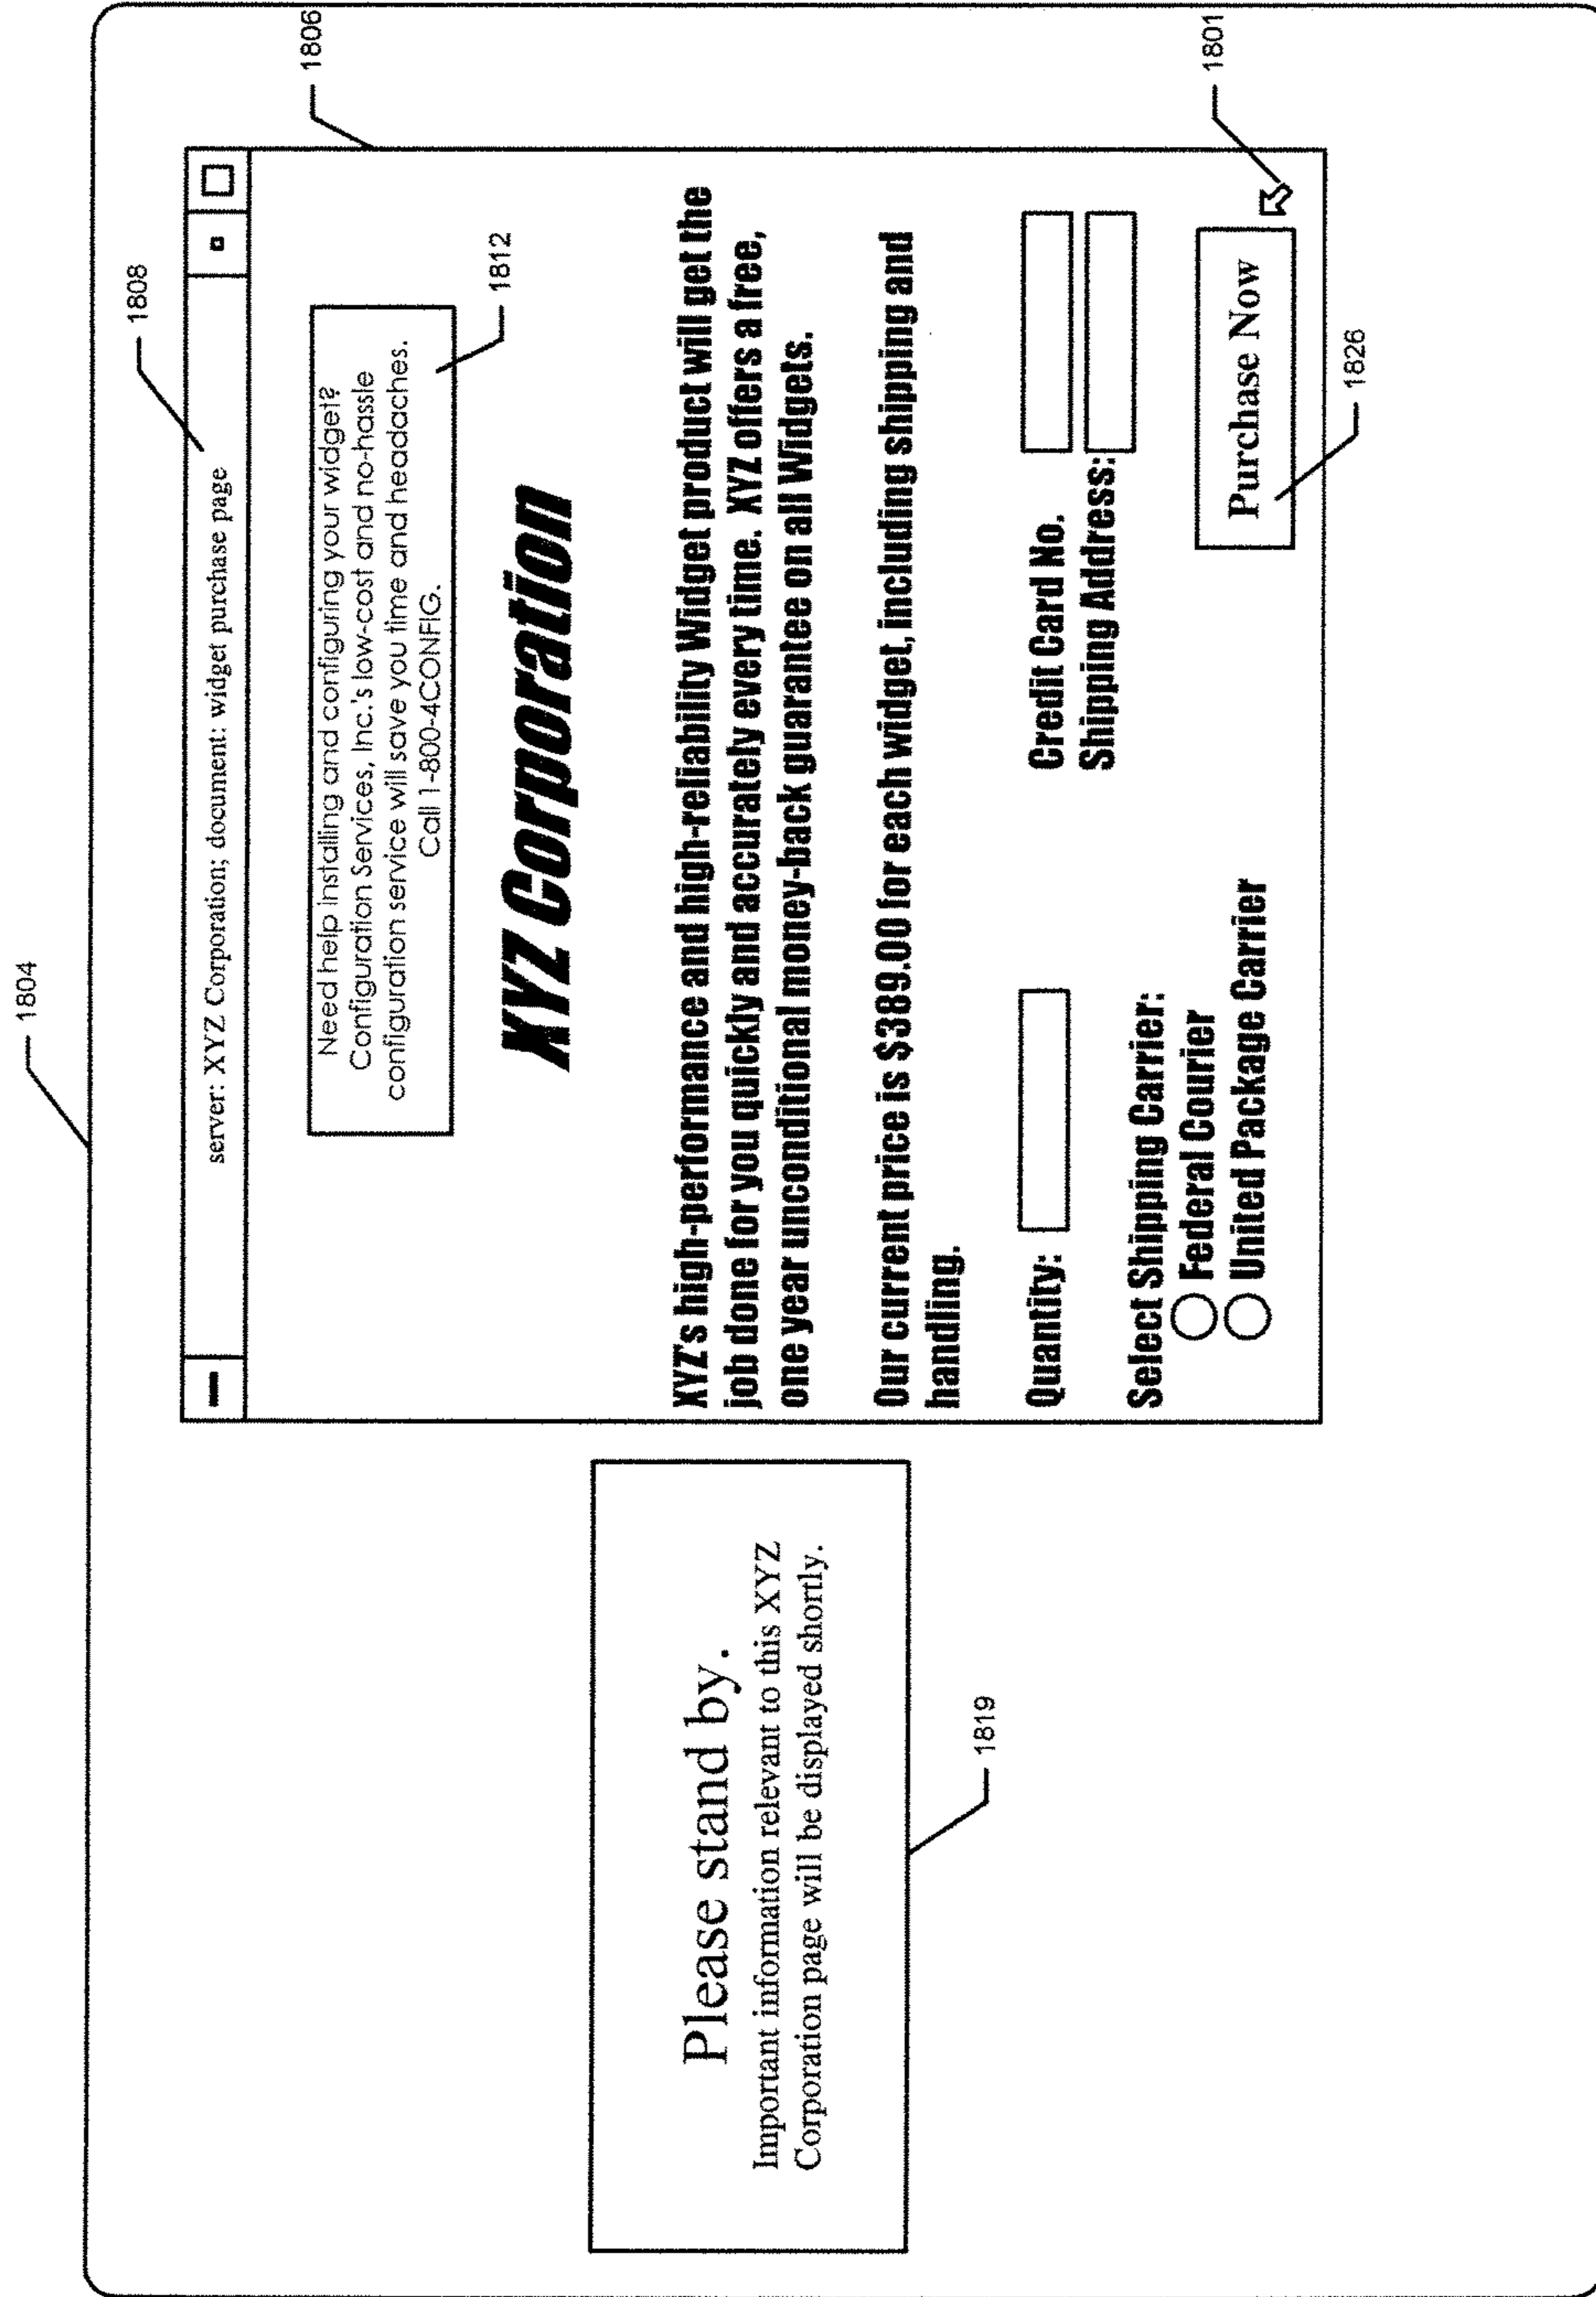 1804
1808
1806
server: XYZ Corporation; document: widget purchase page
Need help installing and configuring your widget?
Configuration Services, Inc.'s low-cost and no-hassle
configuration service will save you time and headaches.
Call 1-800-4CONFIG.
1812
XYZ Corporation
XYZ's high-performance and high-reliability Widget product will get the
job done for you quickly and accurately every time. XYZ offers a free,
one year unconditional money-back guarantee on all Widgets.
Our current price is $389.00 for each widget, including shipping and
handling.
Quantity:
Credit Card No.
Shipping Address:
Select Shipping Carrier:
Federal Courier
United Package Carrier
Purchase Now
1801
1826
Please stand by.
Important information relevant to this XYZ
Corporation page will be displayed shortly.
1819